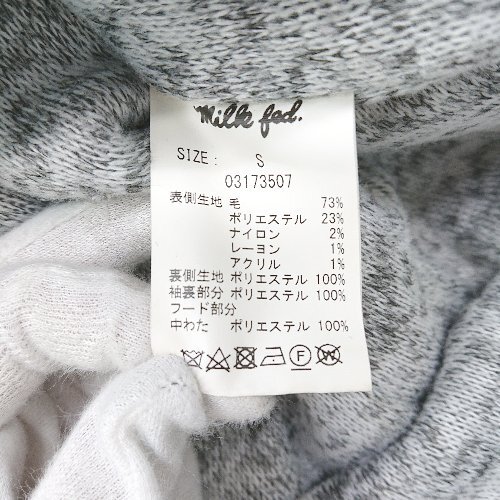 Milk fed.
SIZE: S
03173507
表側生地 毛 73%
ポリエステル 23%
ナイロン 2%
レーヨン 1%
アクリル 1%
裏側生地 ポリエステル 100%
袖裏部分 ポリエステル 100%
フード部分
中わた ポリエステル 100%
F W